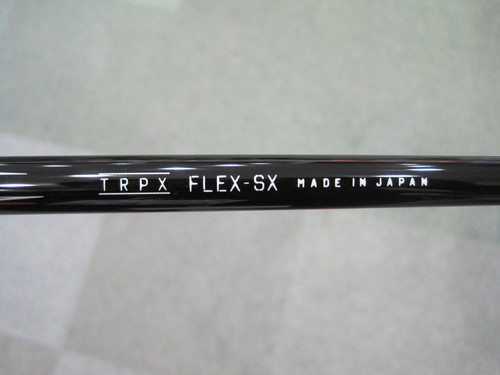 TRPX FLEX-SX MADE IN JAPAN